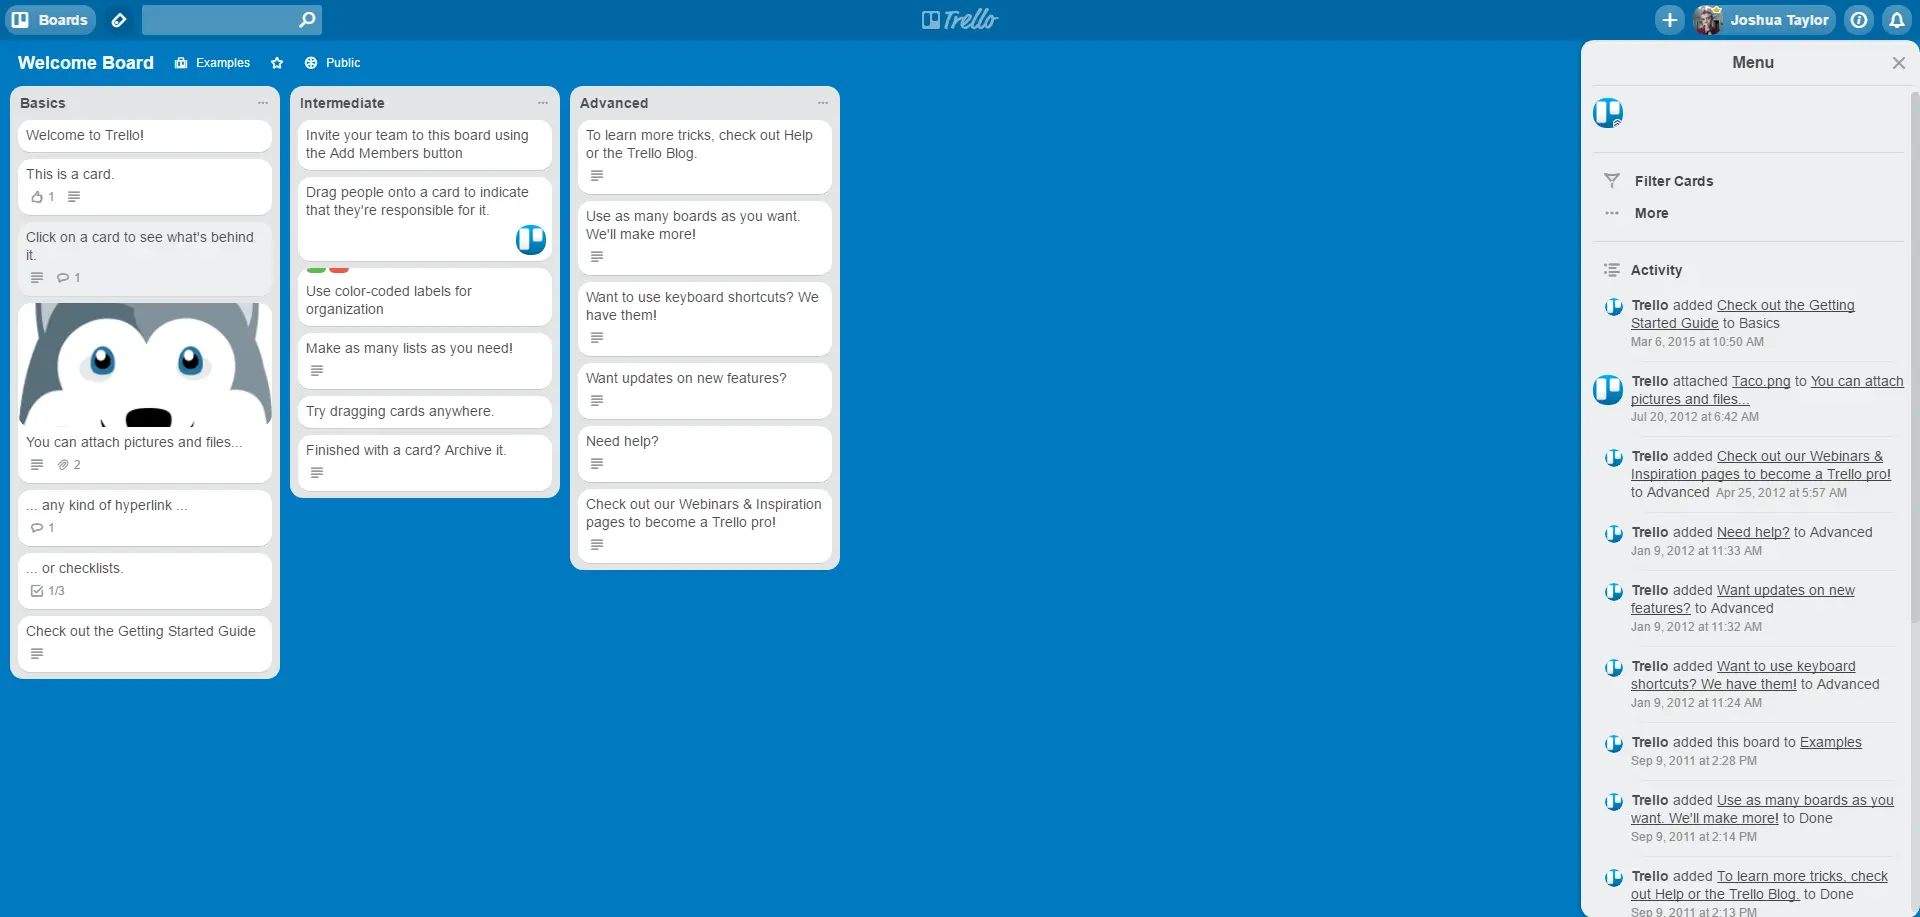 Boards
Trello
Joshua Taylor
Welcome Board
Examples
Public
Basics
Welcome to Trello!
This is a card.
1
Click on a card to see what's behind
it.
1
You can attach pictures and files...
2
... any kind of hyperlink ...
1
... or checklists.
1/3
Check out the Getting Started Guide
Intermediate
Invite your team to this board using
the Add Members button
Drag people onto a card to indicate
that they're responsible for it.
Use color-coded labels for
organization
Make as many lists as you need!
Try dragging cards anywhere.
Finished with a card? Archive it.
Advanced
To learn more tricks, check out Help
or the Trello Blog.
Use as many boards as you want.
We'll make more!
Want to use keyboard shortcuts? We
have them!
Want updates on new features?
Need help?
Check out our Webinars & Inspiration
pages to become a Trello pro!
Menu
Filter Cards
More
Activity
Trello added Check out the Getting
Started Guide to Basics
Mar 6, 2015 at 10:50 AM
Trello attached Taco.png to You can attach
pictures and files...
Jul 20, 2012 at 6:42 AM
Trello added Check out our Webinars &
Inspiration pages to become a Trello pro!
to Advanced Apr 25, 2012 at 5:57 AM
Trello added Need help? to Advanced
Jan 9, 2012 at 11:33 AM
Trello added Want updates on new
features? to Advanced
Jan 9, 2012 at 11:32 AM
Trello added Want to use keyboard
shortcuts? We have them! to Advanced
Jan 9, 2012 at 11:24 AM
Trello added this board to Examples
Sep 9, 2011 at 2:28 PM
Trello added Use as many boards as you
want. We'll make more! to Done
Sep 9, 2011 at 2:14 PM
Trello added To learn more tricks, check
out Help or the Trello Blog. to Done
Sep 9, 2011 at 2:13 PM